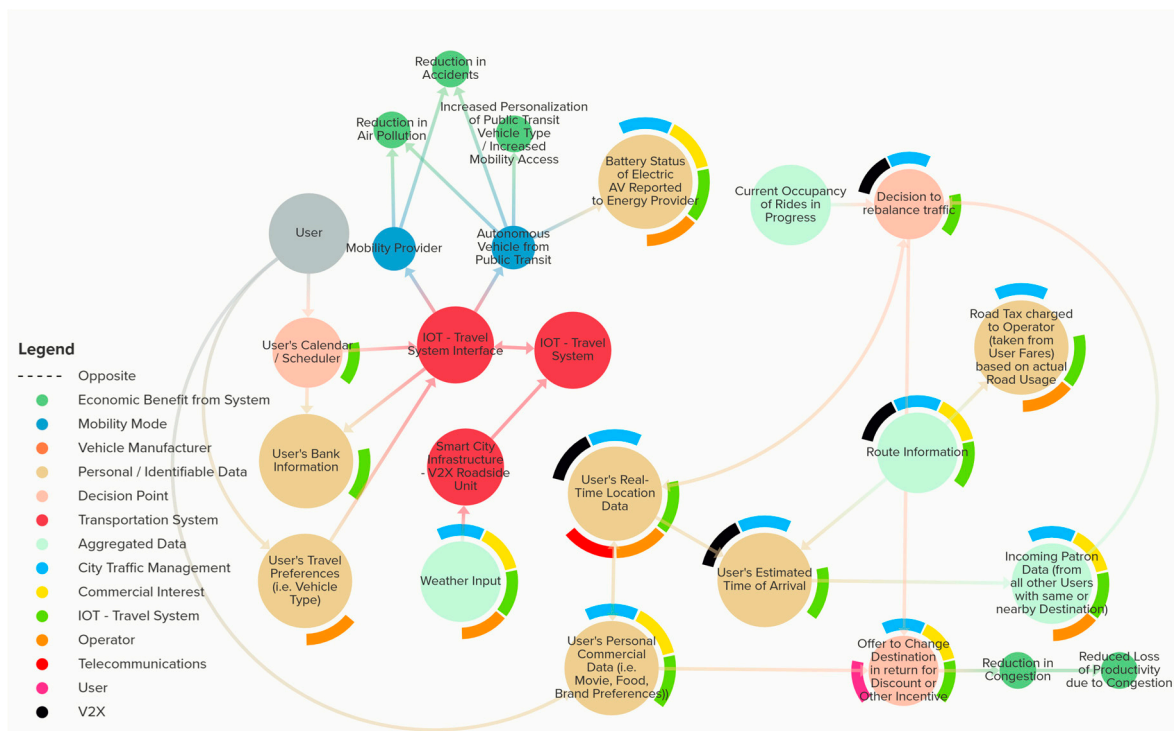 Reduction in
Accidents
Reduction in
Air Pollution
Increased Personalization
of Public Transit
Vehicle Type
/ Increased
Mobility Access
Battery Status
of Electric
AV Reported
to Energy Provider
Current Occupancy
of Rides in
Progress
Decision to
rebalance traffic
User
Mobility Provider
Autonomous
Vehicle from
Public Transit
Road Tax charged
to Operator
(taken from
User Fares)
based on actual
Road Usage
User's Calendar
/ Scheduler
IOT - Travel
System Interface
IOT - Travel
System
User's Bank
Information
Smart City
Infrastructure
- V2X Roadside
Unit
User's Real-
Time Location
Data
Route Information
User's Travel
Preferences
(i.e. Vehicle
Type)
Weather Input
User's Estimated
Time of Arrival
Incoming Patron
Data (from
all other Users
with same or
nearby Destination)
User's Personal
Commercial
Data (i.e.
Movie, Food,
Brand Preferences))
Offer to Change
Destination
in return for
Discount or
Other Incentive
Reduction in
Congestion
Reduced Loss
of Productivity
due to Congestion
Legend
Opposite
Economic Benefit from System
Mobility Mode
Vehicle Manufacturer
Personal / Identifiable Data
Decision Point
Transportation System
Aggregated Data
City Traffic Management
Commercial Interest
IOT - Travel System
Operator
Telecommunications
User
V2X